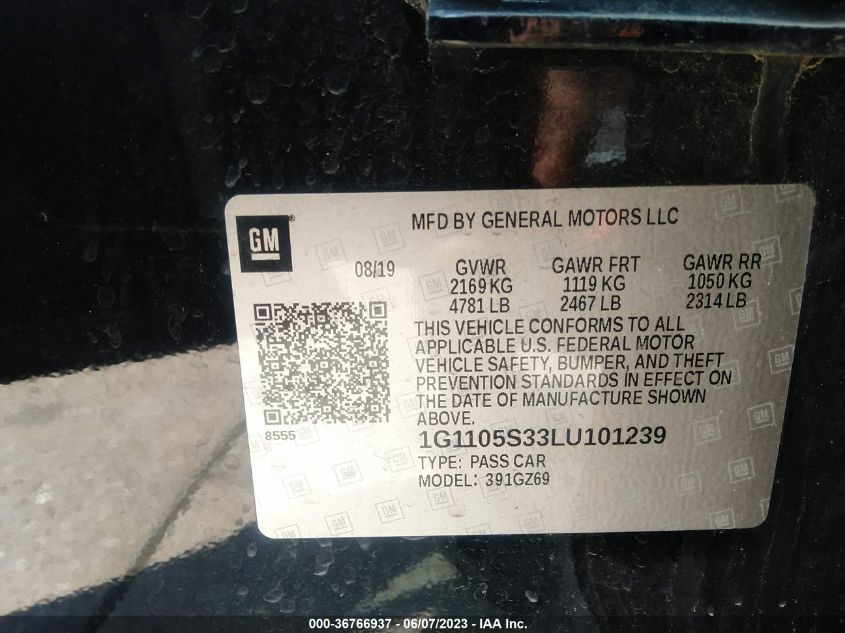 GM
MFD BY GENERAL MOTORS LLC
08/19 GVWR GAWR FRT GAWR RR
2169 KG 1119 KG 1050 KG
4781 LB 2467 LB 2314 LB
THIS VEHICLE CONFORMS TO ALL
APPLICABLE U.S. FEDERAL MOTOR
VEHICLE SAFETY, BUMPER, AND THEFT
PREVENTION STANDARDS IN EFFECT ON
THE DATE OF MANUFACTURE SHOWN
ABOVE.
8555
1G1105S33LU101239
TYPE: PASS CAR
MODEL: 391GZ69
000-36766937 - 06/07/2023 - IAA Inc.